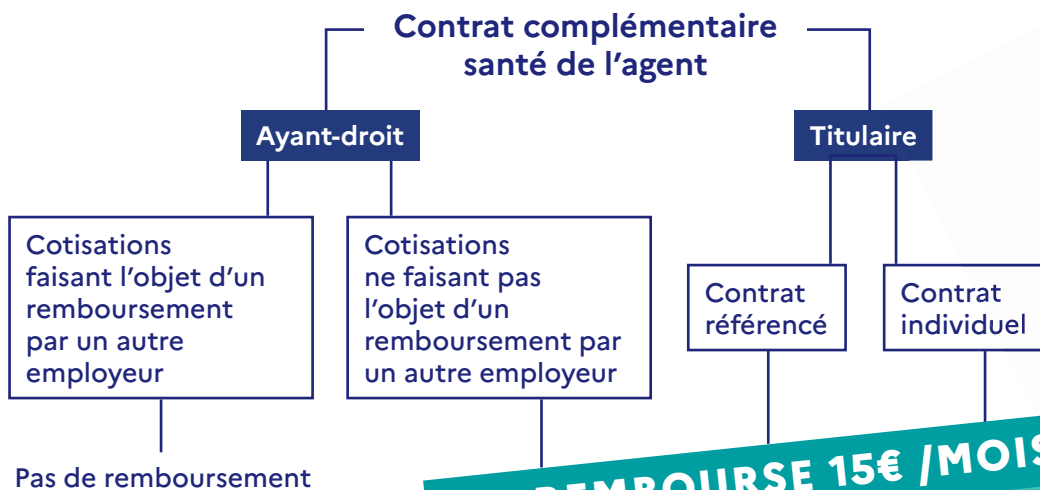 Contrat complémentaire
santé de l’agent
Ayant-droit
Titulaire
Cotisations
faisant l’objet d’un
remboursement
par un autre
employeur
Cotisations
ne faisant pas
l’objet d’un
remboursement par
un autre employeur
Contrat
référencé
Contrat
individuel
Pas de remboursement
REMBOURSE 15€ /MOIS